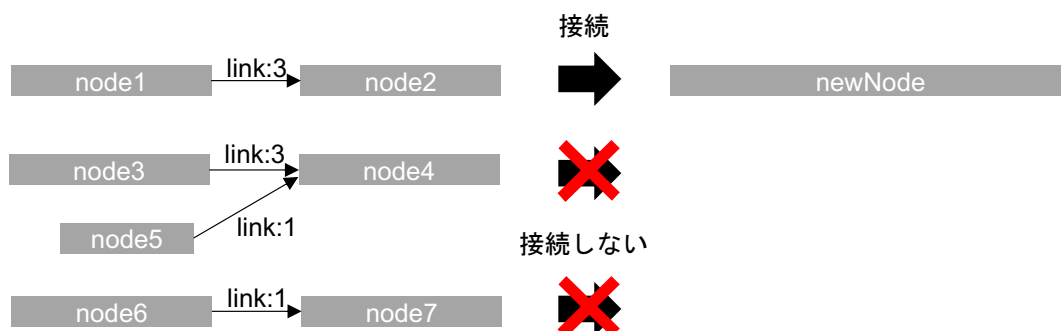 接続
node1
link:3
node2
newNode
node3
link:3
node4
node5
link:1
接続しない
node6
link:1
node7